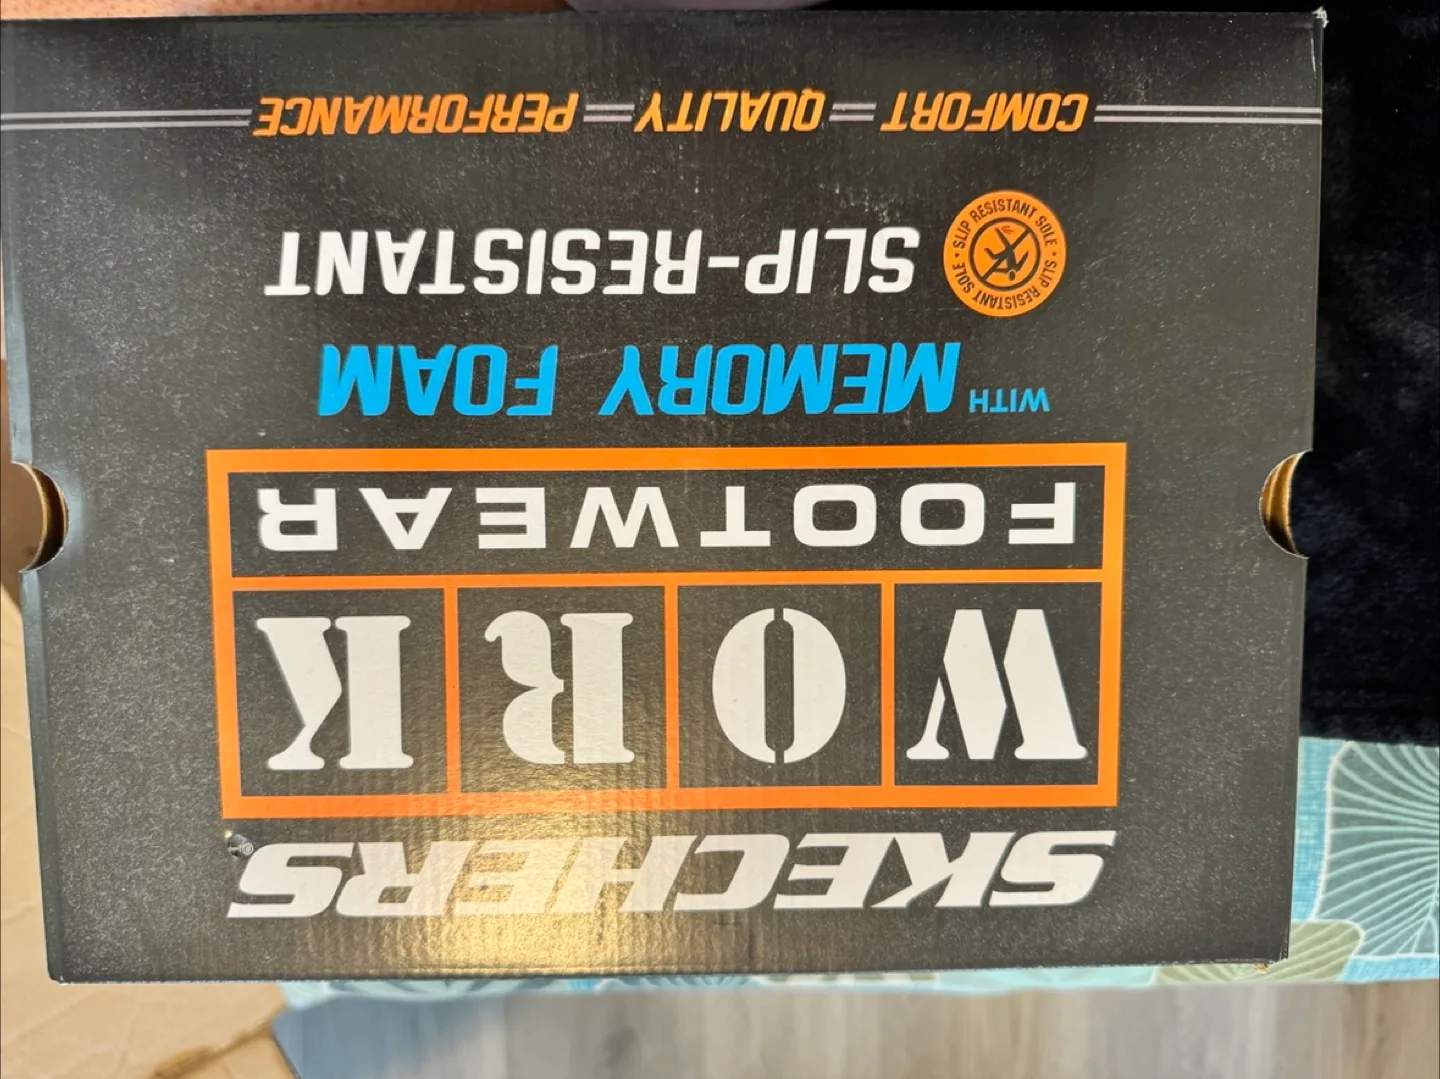 SKECHERS®
WORK
FOOTWEAR
WITH MEMORY FOAM
SLIP-RESISTANT
SLIP RESISTANT SOLE • SLIP RESISTANT SOLE •
COMFORT QUALITY PERFORMANCE